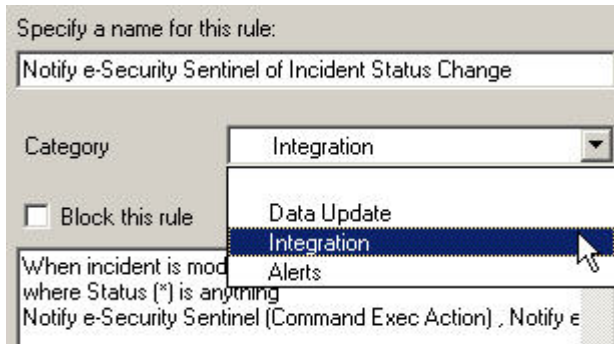 Specify a name for this rule:
Notify e-Security Sentinel of Incident Status Change
Category
Integration
Data Update
Integration
Alerts
Block this rule
When incident is mod
where Status (*) is anything
Notify e-Security Sentinel (Command Exec Action) , Notify e